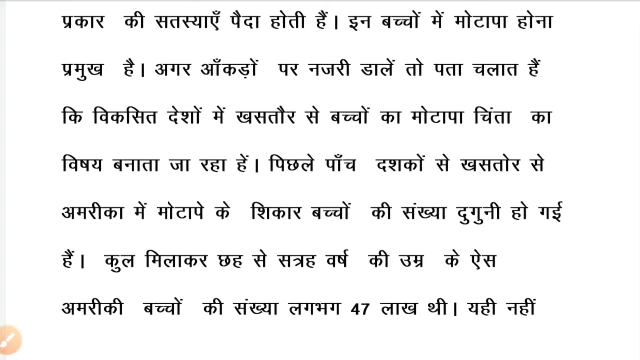 प्रकार की सतस्याएँ पैदा होती हैं। इन बच्चों में मोटापा होना
प्रमुख है। अगर आँकड़ों पर नजरी डालें तो पता चलात हैं
कि विकसित देशों में खसतौर से बच्चों का मोटापा चिंता का
विषय बनाता जा रहा हें। पिछले पाँच दशकों से खसतोर से
अमरीका में मोटापे के शिकार बच्चों की संख्या दुगुनी हो गई
हैं। कुल मिलाकर छह से सत्रह वर्ष की उम्र के ऐस
अमरीकी बच्चों की संख्या लगभग 47 लाख थी। यही नहीं